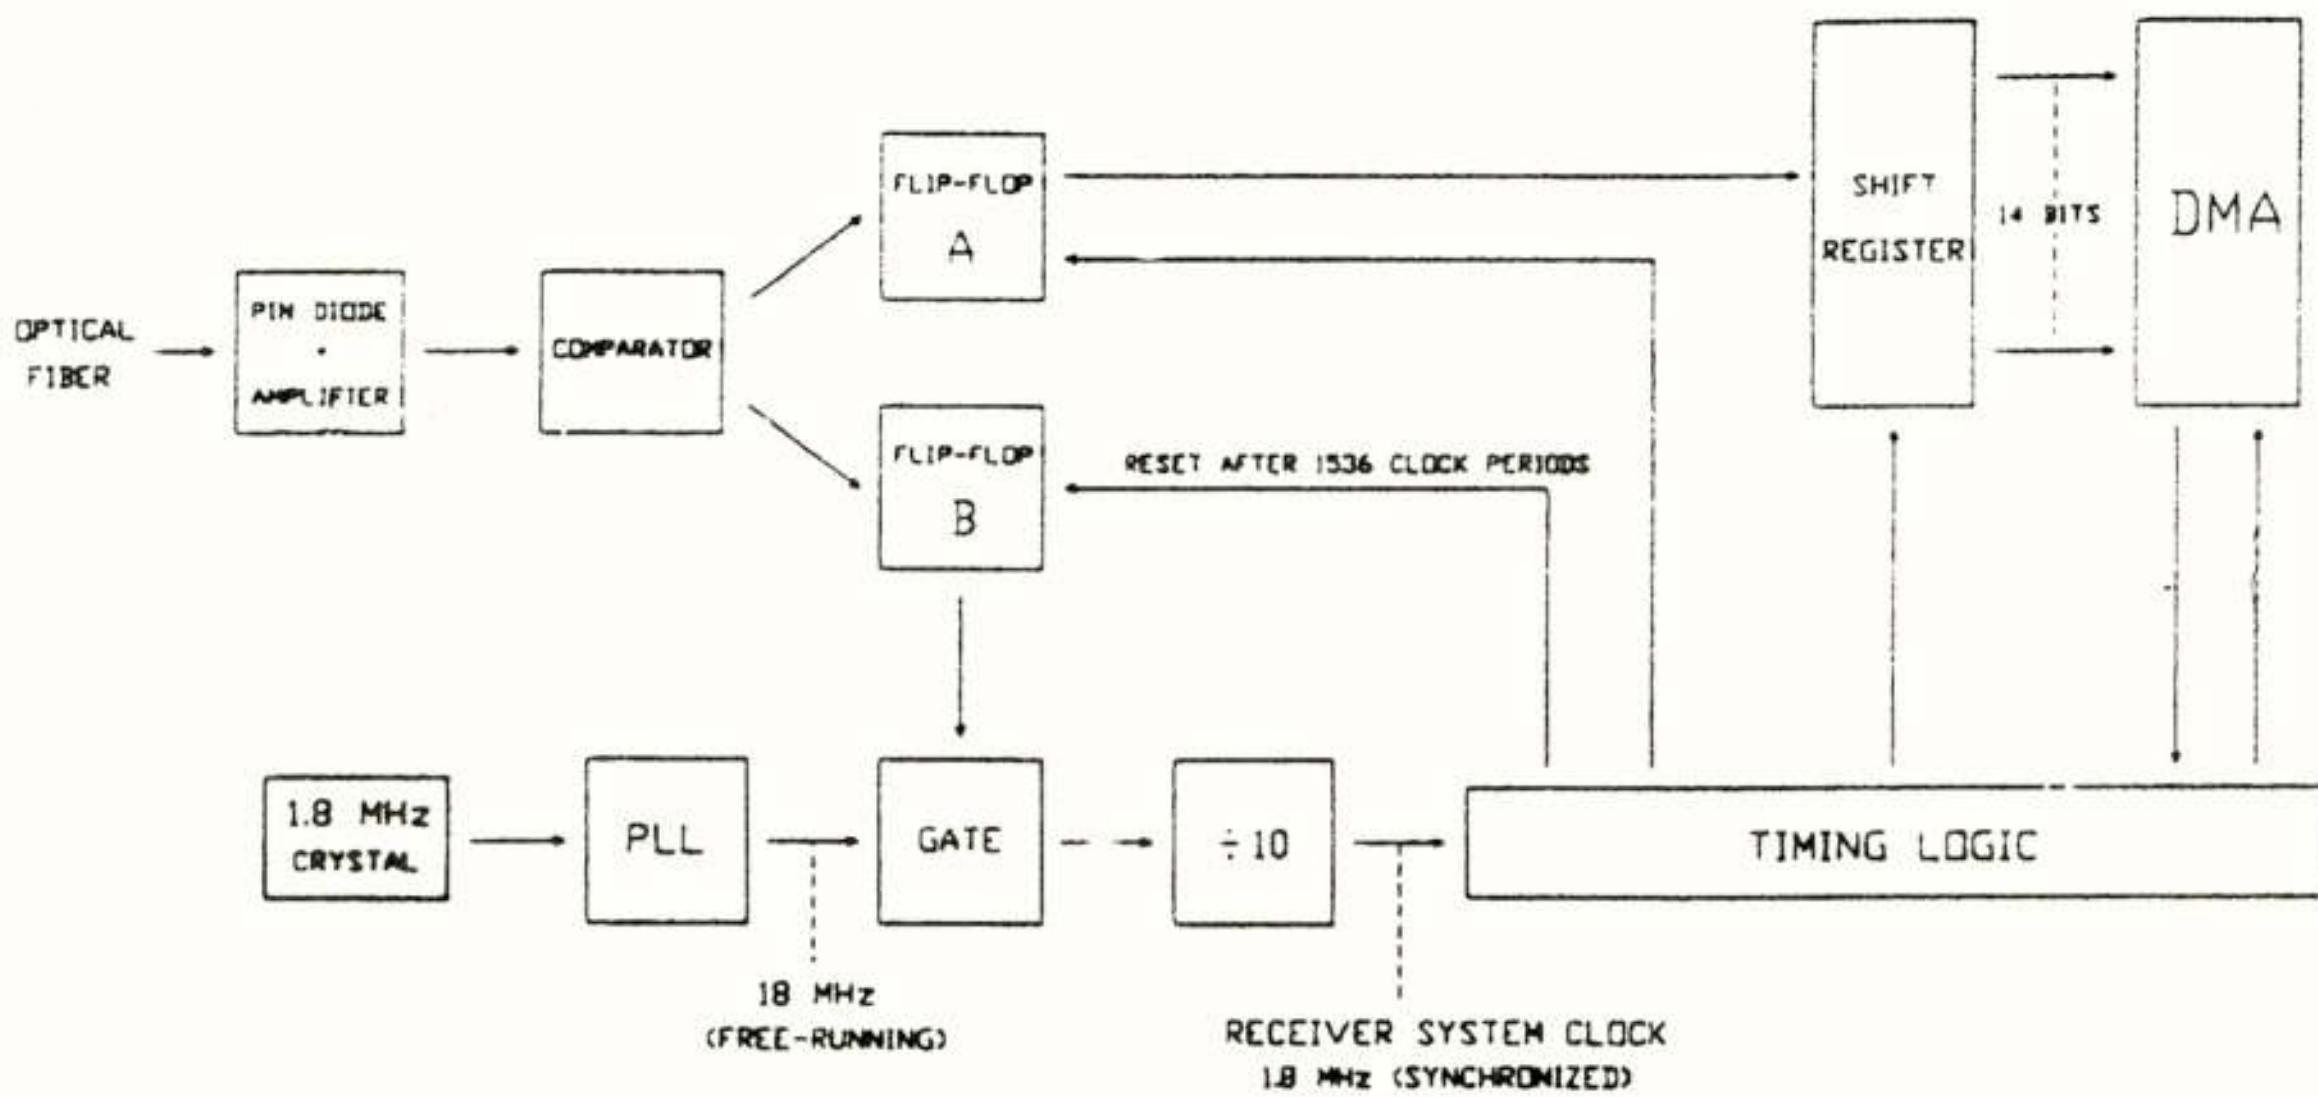 OPTICAL
FIBER
PIN DIODE
AMPLIFIER
COMPARATOR
FLIP-FLOP
A
FLIP-FLOP
B
RESET AFTER 1536 CLOCK PERIODS
SHIFT
REGISTER
14 BITS
DMA
1.8 MHz
CRYSTAL
PLL
GATE
÷10
TIMING LOGIC
18 MHz
(FREE-RUNNING)
RECEIVER SYSTEM CLOCK
1.8 MHz (SYNCHRONIZED)